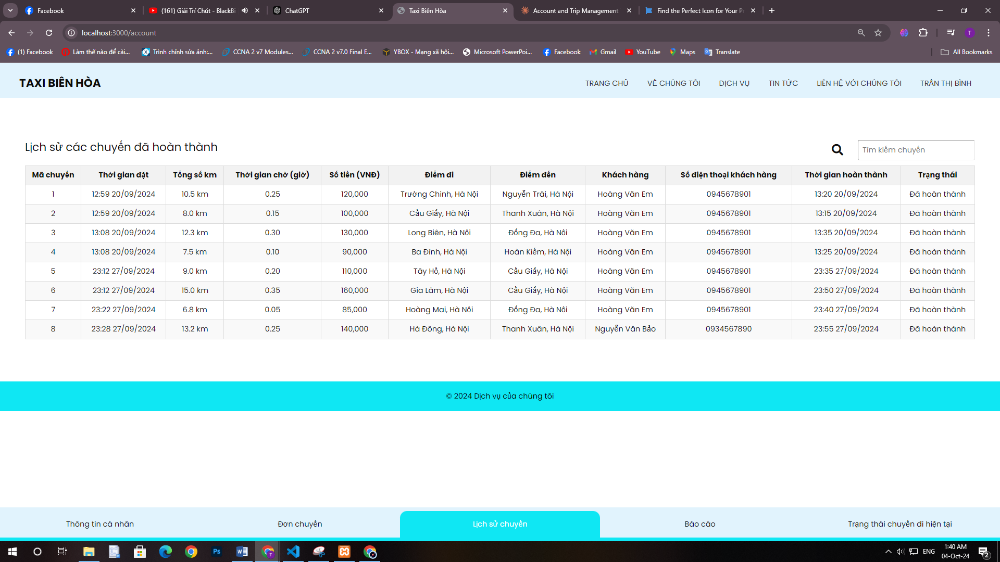 Facebook
(161) Giải Trí Chút - BlackBi
ChatGPT
Taxi Biên Hòa
Account and Trip Management
Find the Perfect Icon for Your Pr
localhost:3000/account
T
(1) Facebook
Làm thế nào để cài...
Trình chỉnh sửa ảnh:...
CCNA 2 v7 Modules...
CCNA 2 v7.0 Final E...
YBOX - Mạng xã hội...
Microsoft PowerPoi...
Facebook
Gmail
YouTube
Maps
Translate
All Bookmarks
TAXI BIÊN HÒA
TRANG CHỦ VỀ CHÚNG TÔI DỊCH VỤ TIN TỨC LIÊN HỆ VỚI CHÚNG TÔI TRẦN THỊ BÌNH
Lịch sử các chuyến đã hoàn thành
Tìm kiếm chuyến
Mã chuyến Thời gian đặt Tổng số km Thời gian chờ (giờ) Số tiền (VNĐ) Điểm đi Điểm đến Khách hàng Số điện thoại khách hàng Thời gian hoàn thành Trạng thái
1 12:59 20/09/2024 10.5 km 0.25 120,000 Trường Chinh, Hà Nội Nguyễn Trãi, Hà Nội Hoàng Văn Em 0945678901 13:20 20/09/2024 Đã hoàn thành
2 12:59 20/09/2024 8.0 km 0.15 100,000 Cầu Giấy, Hà Nội Thanh Xuân, Hà Nội Hoàng Văn Em 0945678901 13:15 20/09/2024 Đã hoàn thành
3 13:08 20/09/2024 12.3 km 0.30 130,000 Long Biên, Hà Nội Đống Đa, Hà Nội Hoàng Văn Em 0945678901 13:35 20/09/2024 Đã hoàn thành
4 13:08 20/09/2024 7.5 km 0.10 90,000 Ba Đình, Hà Nội Hoàn Kiếm, Hà Nội Hoàng Văn Em 0945678901 13:25 20/09/2024 Đã hoàn thành
5 23:12 27/09/2024 9.0 km 0.20 110,000 Tây Hồ, Hà Nội Cầu Giấy, Hà Nội Hoàng Văn Em 0945678901 23:35 27/09/2024 Đã hoàn thành
6 23:12 27/09/2024 15.0 km 0.35 160,000 Gia Lâm, Hà Nội Cầu Giấy, Hà Nội Hoàng Văn Em 0945678901 23:50 27/09/2024 Đã hoàn thành
7 23:22 27/09/2024 6.8 km 0.05 85,000 Hoàng Mai, Hà Nội Đống Đa, Hà Nội Hoàng Văn Em 0945678901 23:40 27/09/2024 Đã hoàn thành
8 23:28 27/09/2024 13.2 km 0.25 140,000 Hà Đông, Hà Nội Thanh Xuân, Hà Nội Nguyễn Văn Bảo 0934567890 23:55 27/09/2024 Đã hoàn thành
© 2024 Dịch vụ của chúng tôi
Thông tin cá nhân Đơn chuyến Lịch sử chuyến Báo cáo Trạng thái chuyến đi hiện tại
Ps
ENG
1:40 AM
04-Oct-24
2